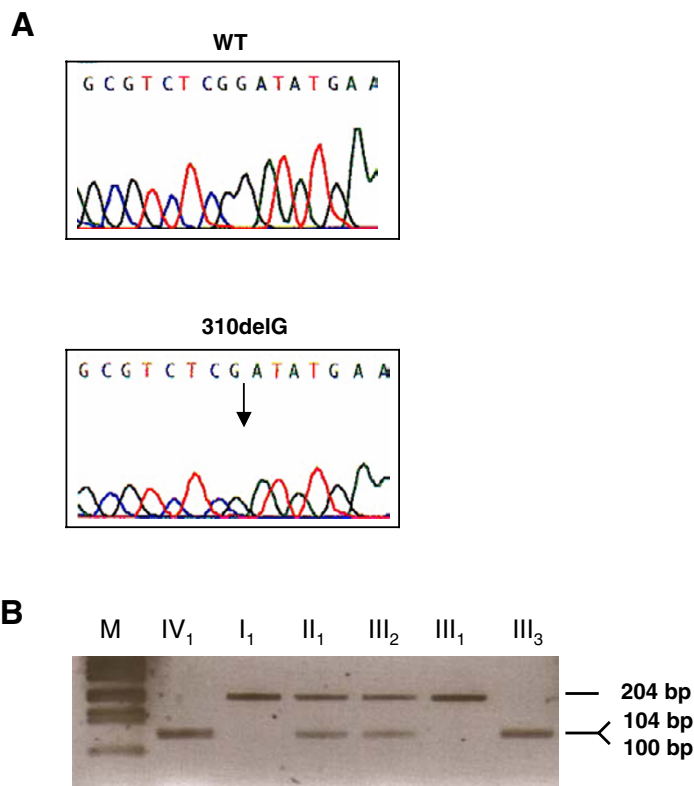 A
WT
G C G T C T C G G A T A T G A A
310delG
G C G T C T C G A T A T G A A
B
M IV1 I1 II1 III2 III1 III3
204 bp
104 bp
100 bp